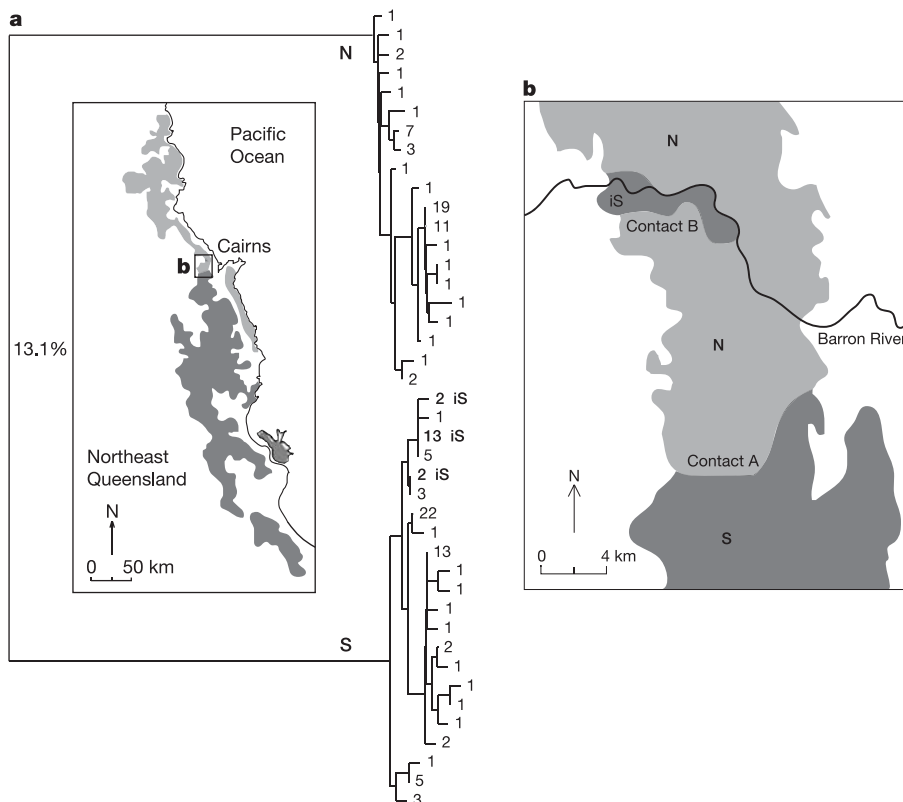 a
N
1
1
2
1
1
1
7
3
1
1
19
11
1
1
1
1
1
1
1
2
13.1%
Pacific
Ocean
Cairns
b
Northeast
Queensland
N
0 50 km
2 iS
1
13 iS
5
2 iS
3
22
1
13
1
1
1
1
2
1
1
1
1
2
1
5
3
S
b
N
iS
Contact B
N
Barron River
Contact A
N
S
0 4 km